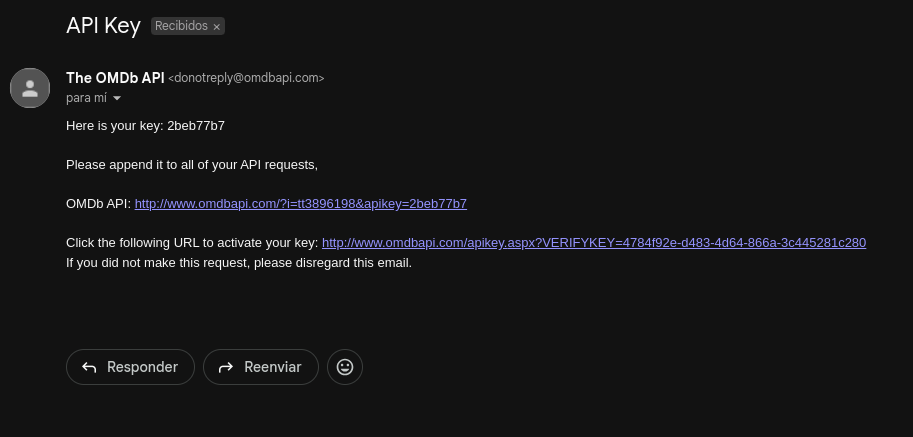 API Key Recibidos ×
The OMDb API <donotreply@omdbapi.com>
para mí
Here is your key: 2beb77b7
Please append it to all of your API requests,
OMDb API: http://www.omdbapi.com/?i=tt3896198&apikey=2beb77b7
Click the following URL to activate your key: http://www.omdbapi.com/apikey.aspx?VERIFYKEY=4784f92e-d483-4d64-866a-3c445281c280
If you did not make this request, please disregard this email.
Responder Reenviar